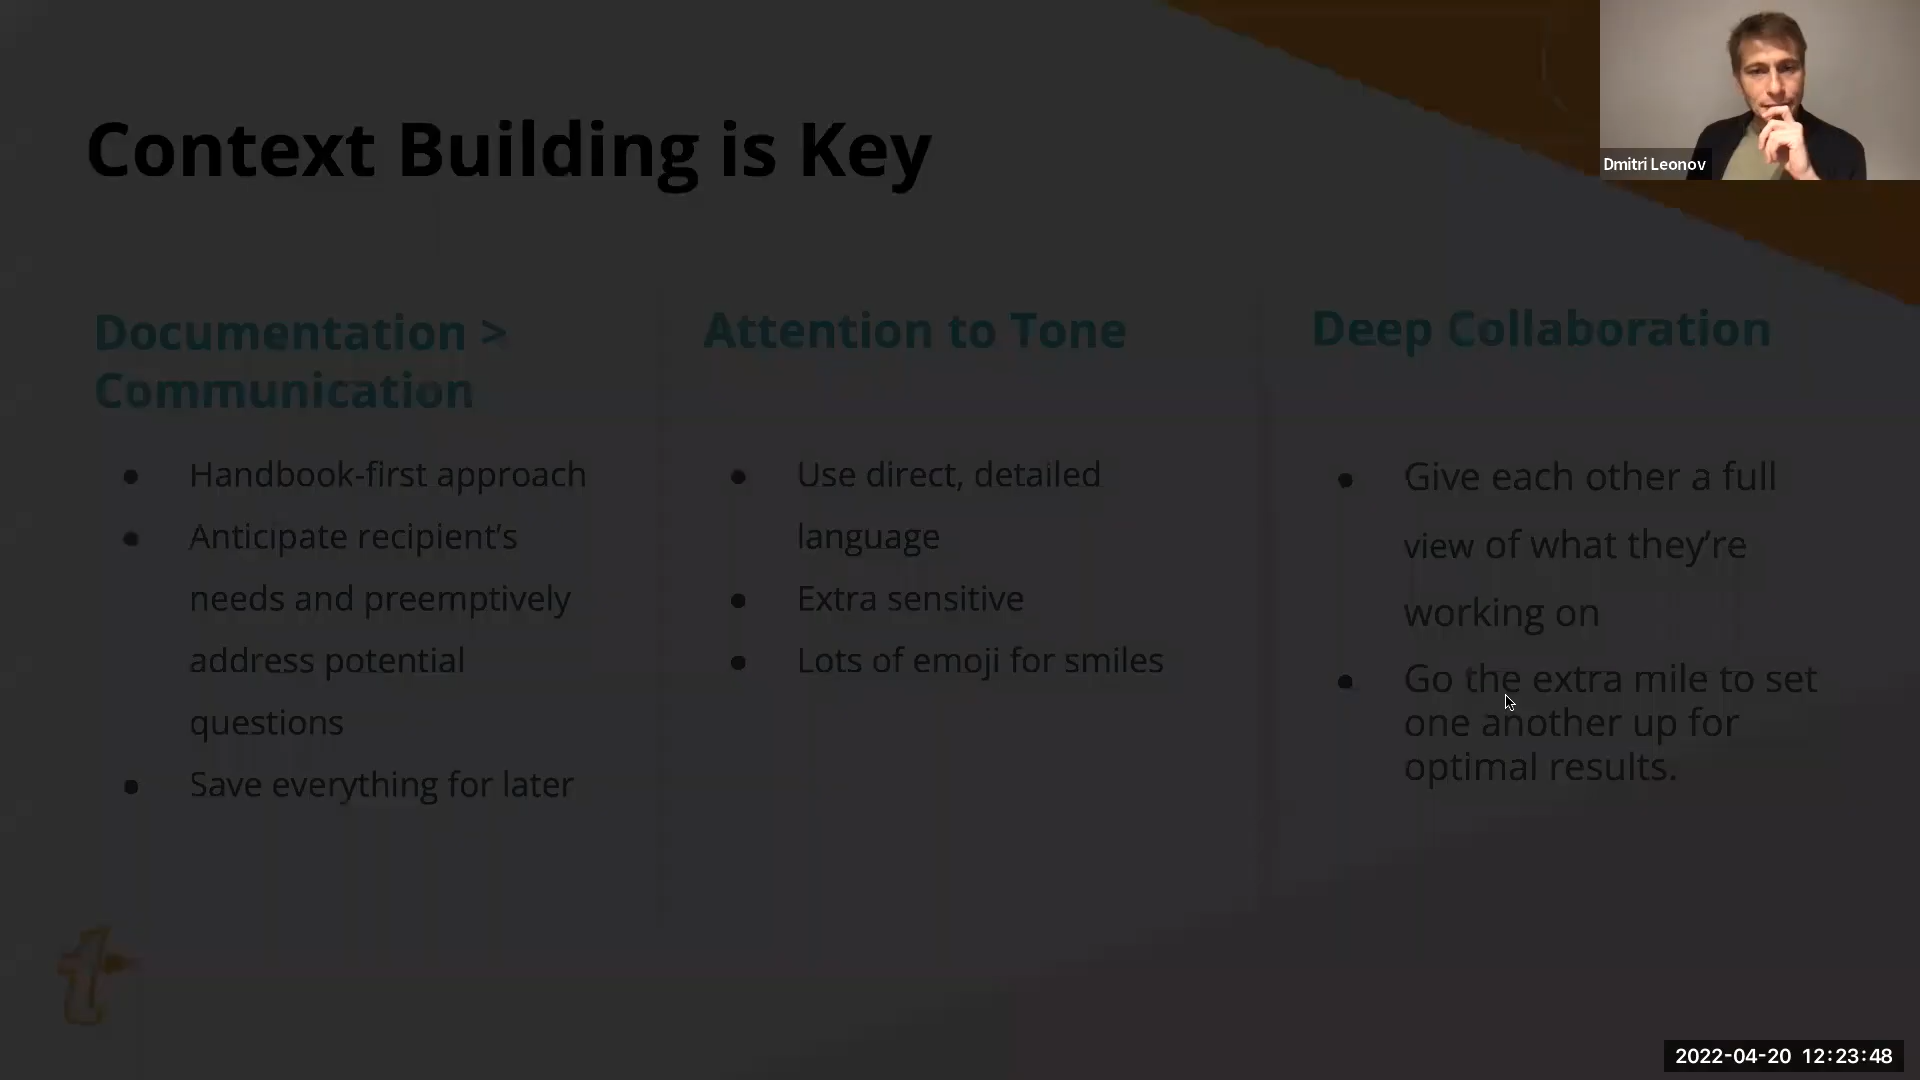 Context Building is Key
Dmitri Leonov
Documentation >
Communication
Handbook-first approach
Anticipate recipient’s
needs and preemptively
address potential
questions
Save everything for later
Attention to Tone
Use direct, detailed
language
Extra sensitive
Lots of emoji for smiles
Deep Collaboration
Give each other a full
view of what they’re
working on
Go the extra mile to set
one another up for
optimal results.
t
2022-04-20 12:23:48